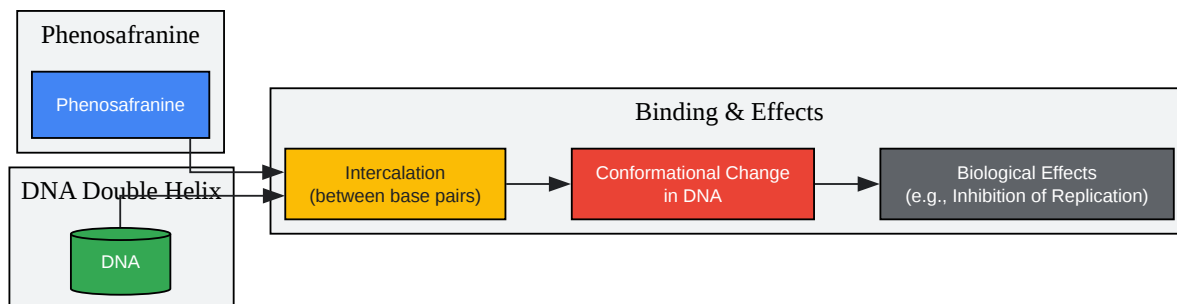 Phenosafranine
Phenosafranine
DNA Double Helix
DNA
Binding & Effects
Intercalation
(between base pairs)
Conformational Change
in DNA
Biological Effects
(e.g., Inhibition of Replication)